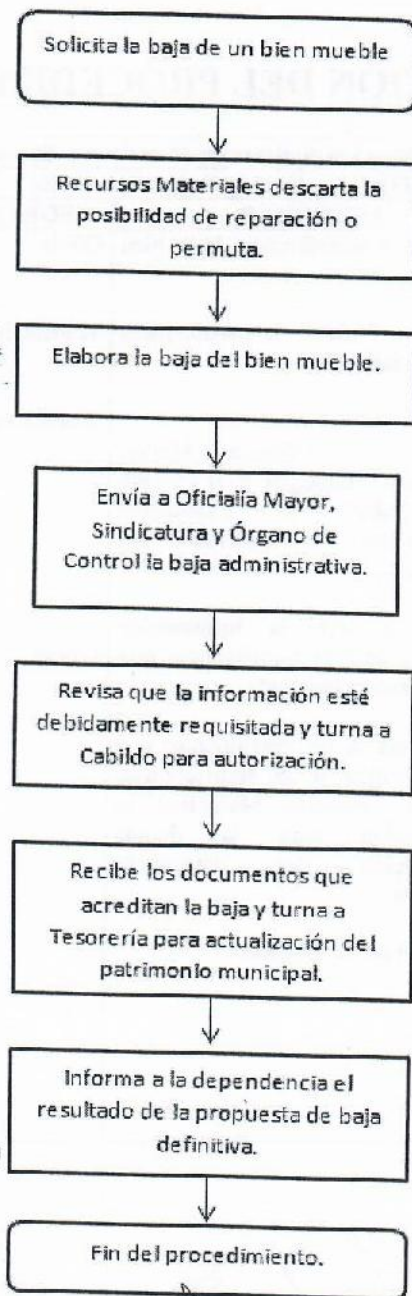 CION DEL PROCEDIM
Solicita la baja de un bien mueble
Recursos Materiales descarta la
posibilidad de reparación o
permuta.
Elabora la baja del bien mueble.
Envía a Oficialía Mayor,
Sindicatura y Órgano de
Control la baja administrativa.
Revisa que la información esté
debidamente requisitada y turna a
Cabildo para autorización.
Recibe los documentos que
acreditan la baja y turna a
Tesorería para actualización del
patrimonio municipal.
Informa a la dependencia el
resultado de la propuesta de baja
definitiva.
Fin del procedimiento.